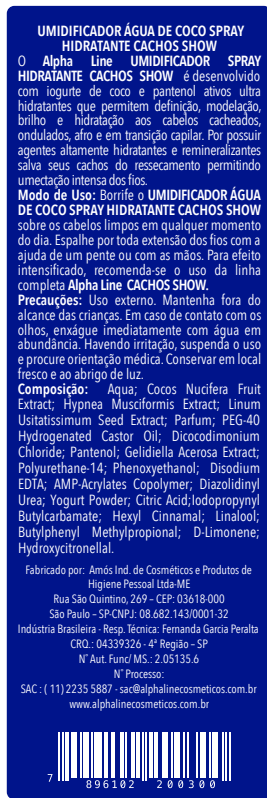 UMIDIFICADOR ÁGUA DE COCO SPRAY
HIDRATANTE CACHOS SHOW
O Alpha Line UMIDIFICADOR SPRAY
HIDRATANTE CACHOS SHOW é desenvolvido
com iogurte de coco e pantenol ativos ultra
hidratantes que permitem definição, modelação,
brilho e hidratação aos cabelos cacheados,
ondulados, afro e em transição capilar. Por possuir
agentes altamente hidratantes e remineralizantes
salva seus cachos do ressecamento permitindo
umectação intensa dos fios.
Modo de Uso: Borrife o UMIDIFICADOR ÁGUA
DE COCO SPRAY HIDRATANTE CACHOS SHOW
sobre os cabelos limpos em qualquer momento
do dia. Espalhe por toda extensão dos fios com a
ajuda de um pente ou com as mãos. Para efeito
intensificado, recomenda-se o uso da linha
completa Alpha Line CACHOS SHOW.
Precauções: Uso externo. Mantenha fora do
alcance das crianças. Em caso de contato com os
olhos, enxágue imediatamente com água em
abundância. Havendo irritação, suspenda o uso
e procure orientação médica. Conservar em local
fresco e ao abrigo de luz.
Composição: Aqua; Cocos Nucifera Fruit
Extract; Hypnea Musciformis Extract; Linum
Usitatissimum Seed Extract; Parfum; PEG-40
Hydrogenated Castor Oil; Dicocodimonium
Chloride; Pantenol; Gelidiella Acerosa Extract;
Polyurethane-14; Phenoxyethanol; Disodium
EDTA; AMP-Acrylates Copolymer; Diazolidinyl
Urea; Yogurt Powder; Citric Acid;Iodopropynyl
Butylcarbamate; Hexyl Cinnamal; Linalool;
Butylphenyl Methylpropional; D-Limonene;
Hydroxycitronellal.
Fabricado por: Amós Ind. de Cosméticos e Produtos de
Higiene Pessoal Ltda-ME
Rua São Quintino, 269 – CEP: 03618-000
São Paulo – SP-CNPJ: 08.682.143/0001-32
Indústria Brasileira - Resp. Técnica: Fernanda Garcia Peralta
CRQ.: 04339326 - 4ª Região – SP
N° Aut. Func/ MS.: 2.05135.6
N° Processo:
SAC : ( 11) 2235 5887 - sac@alphalinecosmeticos.com.br
www.alphalinecosmeticos.com.br
7 896102 200300